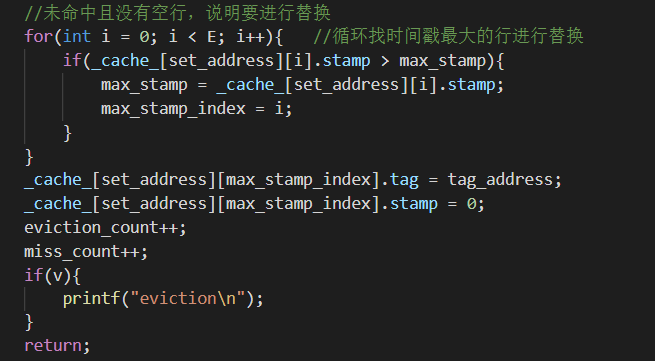 //未命中且没有空行，说明要进行替换
for(int i = 0; i < E; i++){   //循环找时间戳最大的行进行替换
    if(_cache_[set_address][i].stamp > max_stamp){
        max_stamp = _cache_[set_address][i].stamp;
        max_stamp_index = i;
    }
}
_cache_[set_address][max_stamp_index].tag = tag_address;
_cache_[set_address][max_stamp_index].stamp = 0;
eviction_count++;
miss_count++;
if(v){
    printf("eviction\n");
}
return;